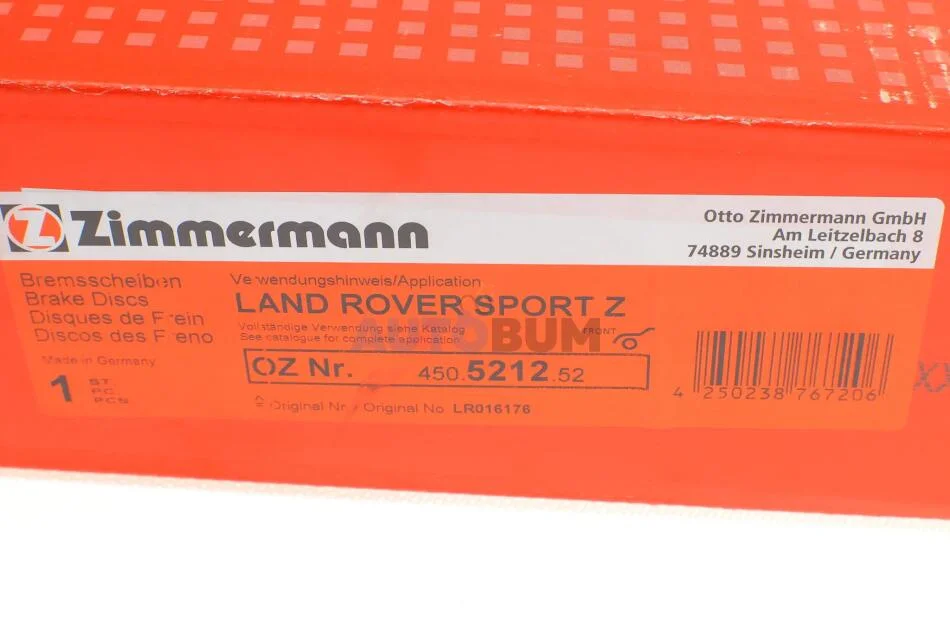 Z Zimmermann
Otto Zimmermann GmbH
Am Leitzelbach 8
74889 Sinsheim / Germany
Bremsscheiben
Brake Discs
Disques de Frein
Discos des Freno
Made in Germany
1 ST. PC. PCS
Verwendungshinweis/Application
LAND ROVER SPORT Z
Vollständige Verwendung siehe Katalog
See catalogue for complete application
FRONT
AUTOBUM
OZ Nr. 450.5212.52
≙ Original Nr. / Original No. LR016176
4 250238 767206
XX